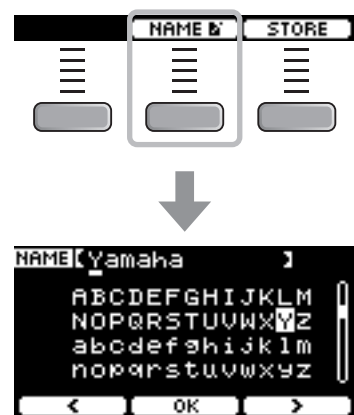 NAME STORE
NAME [Yamaha ]
ABCDEFGHIJKLM
NOPQRSTUVWXYZ
abcdefghijklm
nopqrstuvwxyz
< OK >